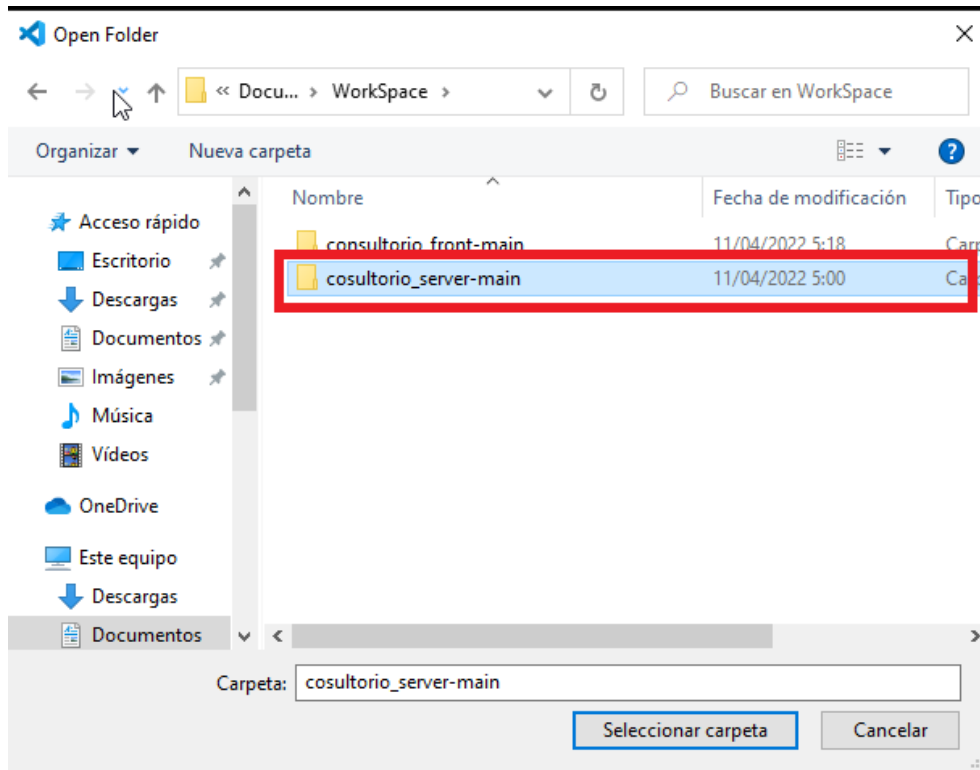 Open Folder
« Docu... › WorkSpace ›
Buscar en WorkSpace
Organizar
Nueva carpeta
?
Nombre
Fecha de modificación
Tipo
Acceso rápido
Escritorio
Descargas
Documentos
Imágenes
Música
Vídeos
OneDrive
Este equipo
Descargas
Documentos
consultorio_front-main 11/04/2022 5:18 Carp
cosultorio_server-main 11/04/2022 5:00 Ca
Carpeta: cosultorio_server-main
Seleccionar carpeta
Cancelar